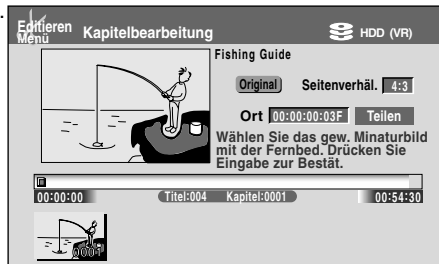 Editieren
Menü
Kapitelbearbeitung
HDD (VR)
Fishing Guide
Original Seitenverhäl. 4:3
Ort 00:00:00:03F Teilen
Wählen Sie das gew. Minaturbild
mit der Fernbed. Drücken Sie
Eingabe zur Bestät.
00:00:00 Titel:004 Kapitel:0001 00:54:30
0001